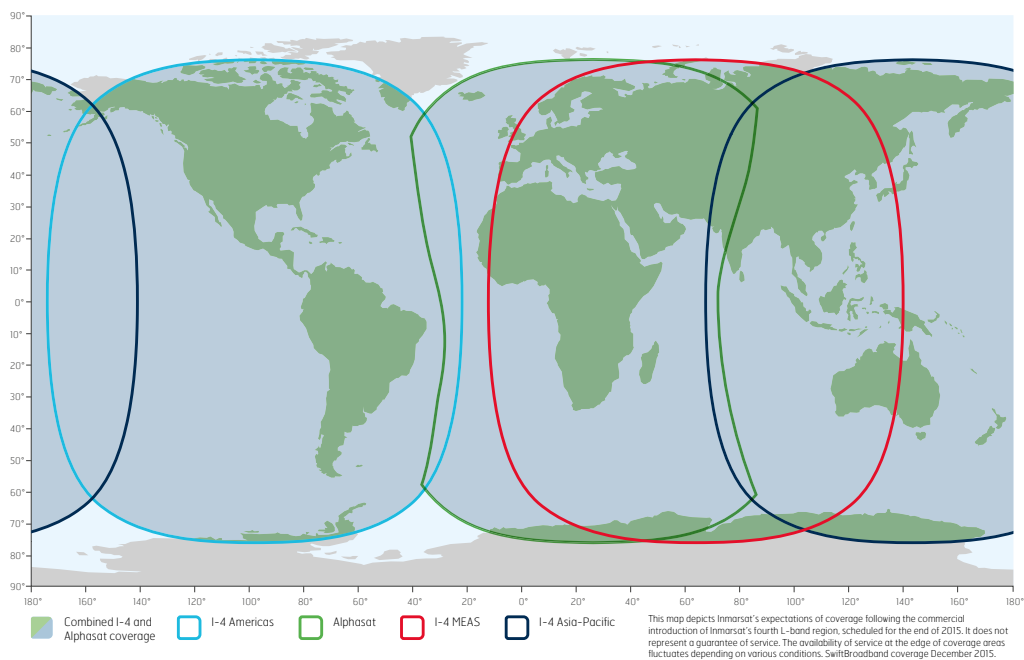 90°
80°
70°
60°
50°
40°
30°
20°
10°
0°
10°
20°
30°
40°
50°
60°
70°
80°
90°
180° 160° 140° 120° 100° 80° 60° 40° 20° 0° 20° 40° 60° 80° 100° 120° 140° 160° 180°
Combined I-4 and
Alphasat coverage
I-4 Americas
Alphasat
I-4 MEAS
I-4 Asia-Pacific
This map depicts Inmarsat's expectations of coverage following the commercial
introduction of Inmarsat's fourth L-band region, scheduled for the end of 2015. It does not
represent a guarantee of service. The availability of service at the edge of coverage areas
fluctuates depending on various conditions. SwiftBroadband coverage December 2015.